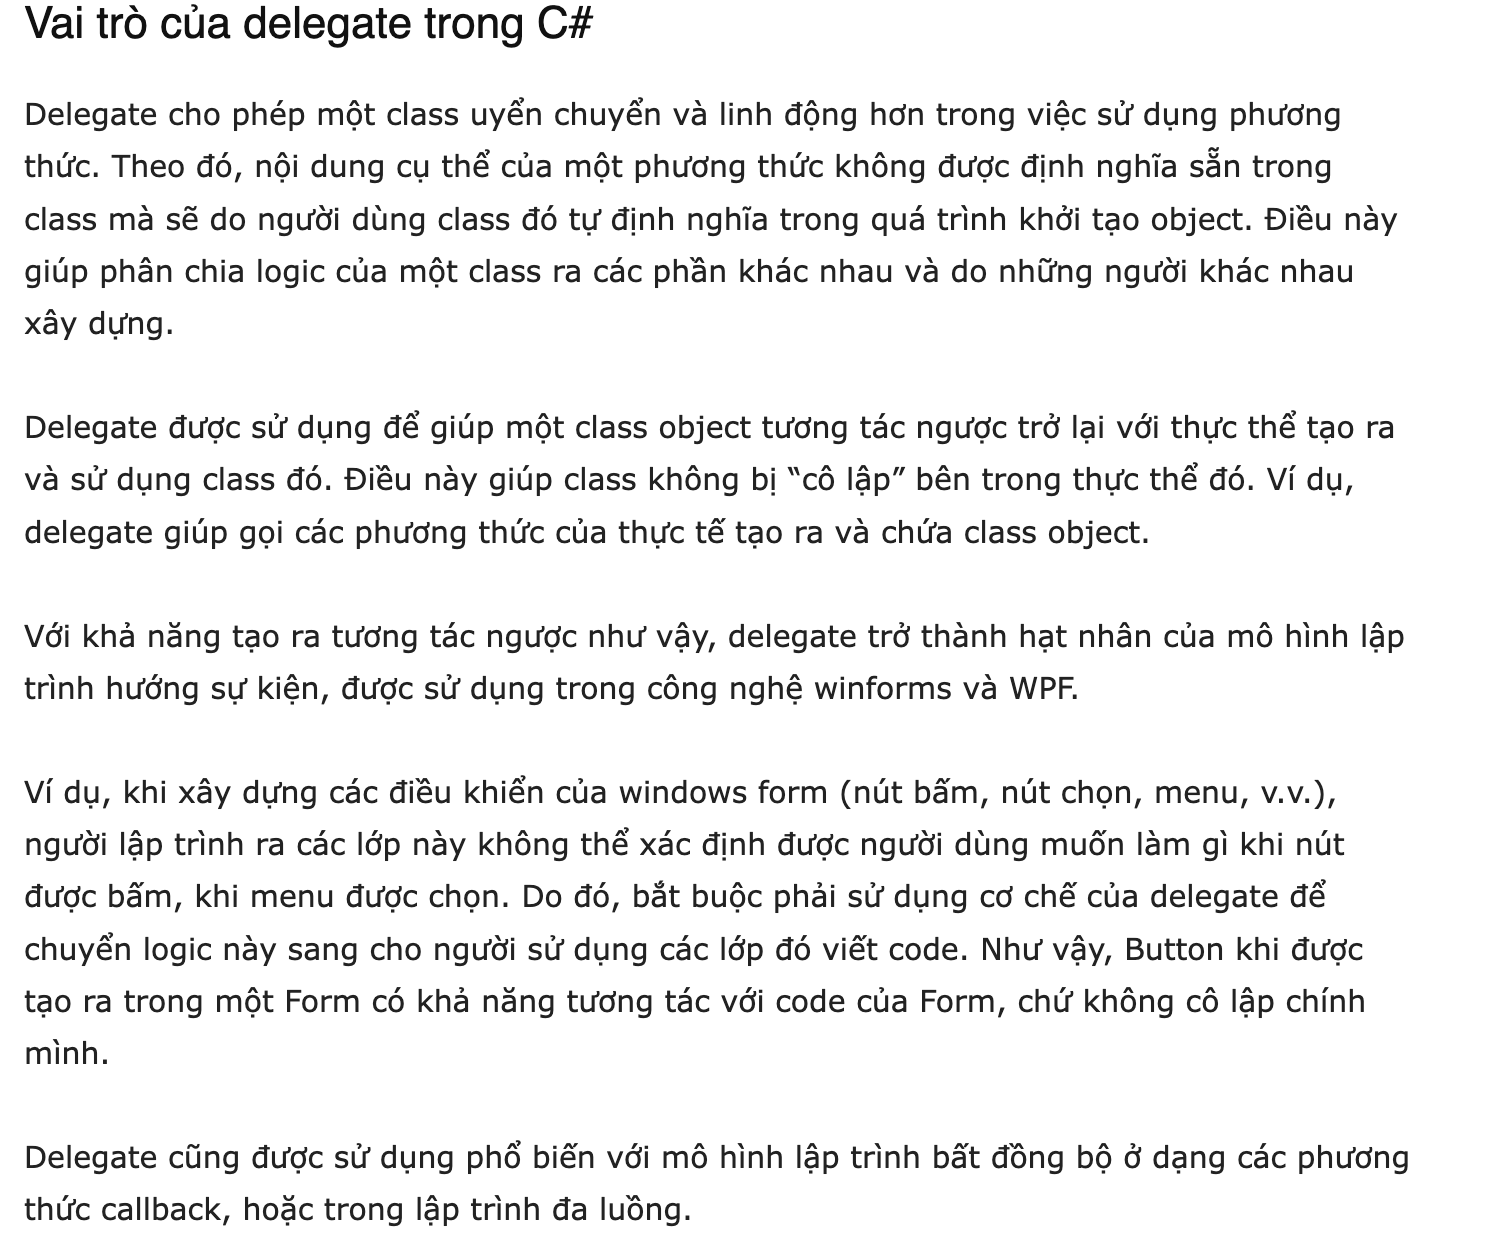 Vai trò của delegate trong C#
Delegate cho phép một class uyển chuyển và linh động hơn trong việc sử dụng phương
thức. Theo đó, nội dung cụ thể của một phương thức không được định nghĩa sẵn trong
class mà sẽ do người dùng class đó tự định nghĩa trong quá trình khởi tạo object. Điều này
giúp phân chia logic của một class ra các phần khác nhau và do những người khác nhau
xây dựng.
Delegate được sử dụng để giúp một class object tương tác ngược trở lại với thực thể tạo ra
và sử dụng class đó. Điều này giúp class không bị “cô lập” bên trong thực thể đó. Ví dụ,
delegate giúp gọi các phương thức của thực tế tạo ra và chứa class object.
Với khả năng tạo ra tương tác ngược như vậy, delegate trở thành hạt nhân của mô hình lập
trình hướng sự kiện, được sử dụng trong công nghệ winforms và WPF.
Ví dụ, khi xây dựng các điều khiển của windows form (nút bấm, nút chọn, menu, v.v.),
người lập trình ra các lớp này không thể xác định được người dùng muốn làm gì khi nút
được bấm, khi menu được chọn. Do đó, bắt buộc phải sử dụng cơ chế của delegate để
chuyển logic này sang cho người sử dụng các lớp đó viết code. Như vậy, Button khi được
tạo ra trong một Form có khả năng tương tác với code của Form, chứ không cô lập chính
mình.
Delegate cũng được sử dụng phổ biến với mô hình lập trình bất đồng bộ ở dạng các phương
thức callback, hoặc trong lập trình đa luồng.